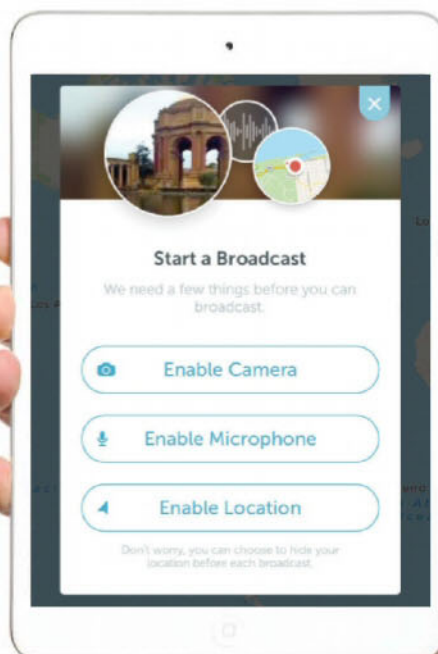 Start a Broadcast
We need a few things before you can
broadcast.
Enable Camera
Enable Microphone
Enable Location
Don't worry, you can choose to hide your
location before each broadcast.